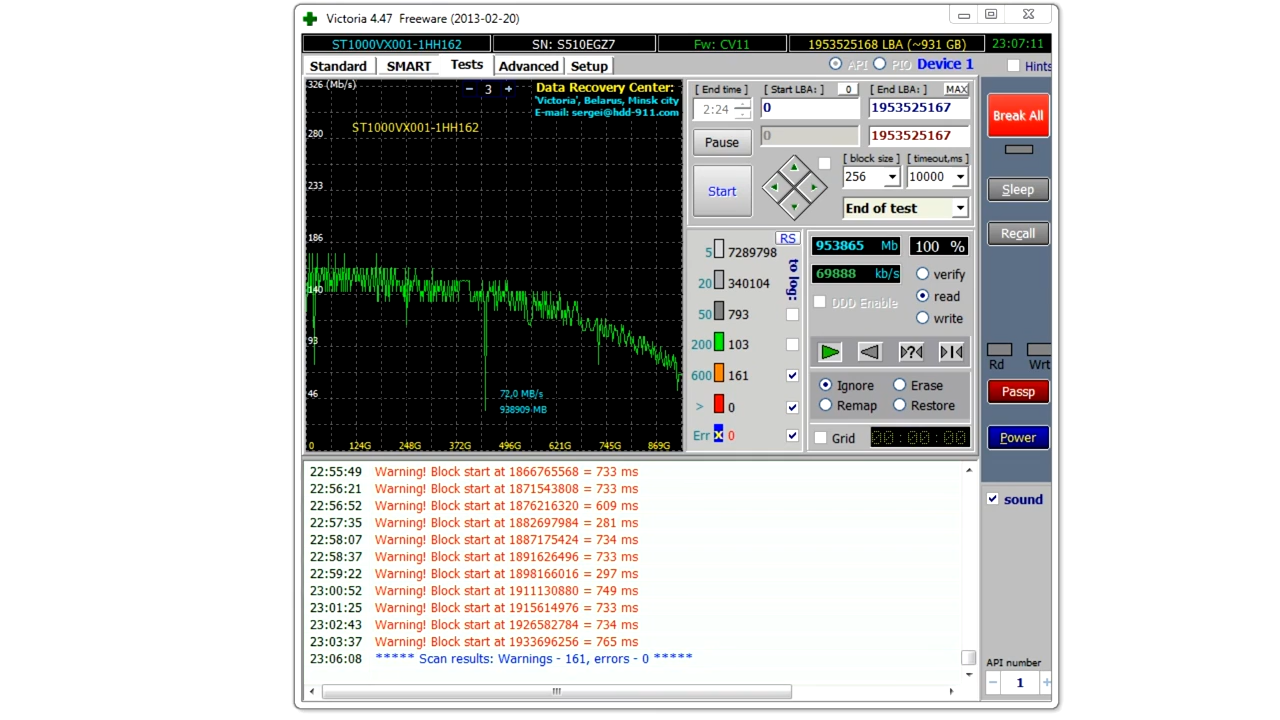 Victoria 4.47 Freeware (2013-02-20)
ST1000VX001-1HH162 SN: S510EGZ7 Fw: CV11 1953525168 LBA (~931 GB) 23:07:11
Standard SMART Tests Advanced Setup API PIO Device 1 Hints
326 (Mb/s) - 3 +
Data Recovery Center:
'Victoria', Belarus, Minsk city
E-mail: sergei@hdd-911.com
ST1000VX001-1HH162
280
233
186
140
93
46
72,0 MB/s
938909 MB
0 124G 248G 372G 496G 621G 745G 869G
[ End time ] [ Start LBA: ] 0 [ End LBA: ] MAX
2:24 0 1953525167
Pause 0 1953525167
Start
[ block size ] [ timeout,ms ]
256 10000
End of test
Break All
Sleep
Recall
Rd Wrt
Passp
Power
sound
API number
- 1 +
RS
to log:
5 7289798
20 340104
50 793
200 103
600 161
> 0
Err x 0
953865 Mb 100 %
69888 kb/s
verify
DDD Enable
read
write
Ignore Erase
Remap Restore
Grid 00:00:00
22:55:49 Warning! Block start at 1866765568 = 733 ms
22:56:21 Warning! Block start at 1871543808 = 733 ms
22:56:52 Warning! Block start at 1876216320 = 609 ms
22:57:35 Warning! Block start at 1882697984 = 281 ms
22:58:07 Warning! Block start at 1887175424 = 734 ms
22:58:37 Warning! Block start at 1891626496 = 733 ms
22:59:22 Warning! Block start at 1898166016 = 297 ms
23:00:52 Warning! Block start at 1911130880 = 749 ms
23:01:25 Warning! Block start at 1915614976 = 733 ms
23:02:43 Warning! Block start at 1926582784 = 734 ms
23:03:37 Warning! Block start at 1933696256 = 765 ms
23:06:08 ***** Scan results: Warnings - 161, errors - 0 *****